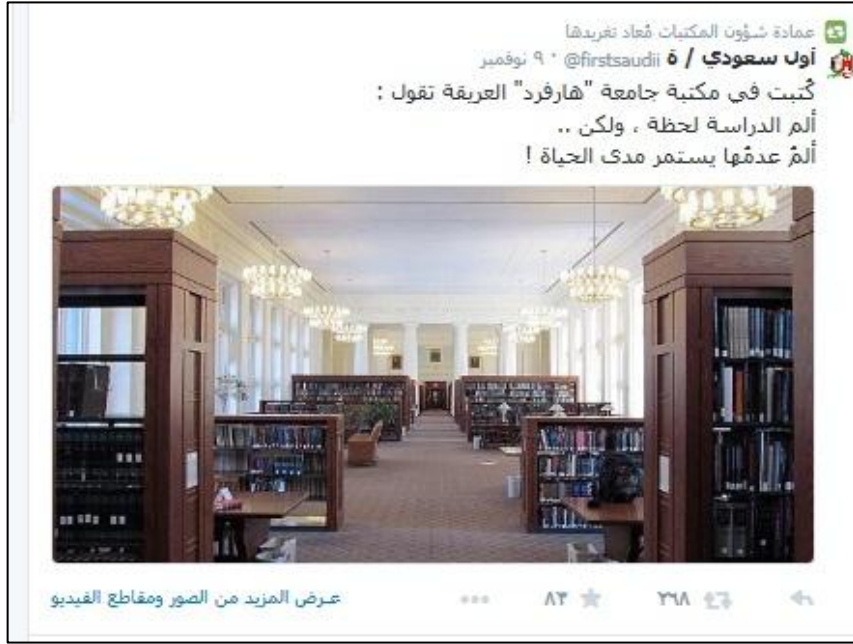 عمادة شؤون المكتبات مُعاد تغريدها
أول سعودي / ة @firstsaudii · ٩ نوفمبر
كُتبت في مكتبة جامعة "هارفرد" العريقة تقول :
ألم الدراسة لحظة ، ولكن ..
ألمُ عدمُها يستمر مدى الحياة !
٢٦٨ ٨٣ عرض المزيد من الصور ومقاطع الفيديو